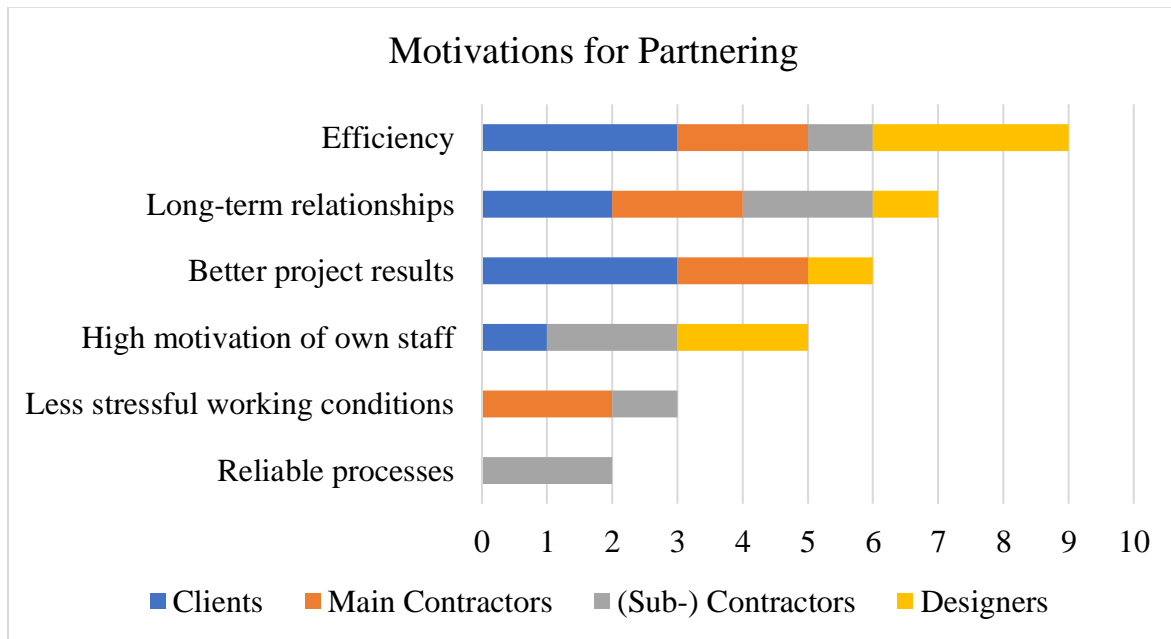 Motivations for Partnering
Efficiency
Long-term relationships
Better project results
High motivation of own staff
Less stressful working conditions
Reliable processes
0 1 2 3 4 5 6 7 8 9 10
Clients Main Contractors (Sub-) Contractors Designers